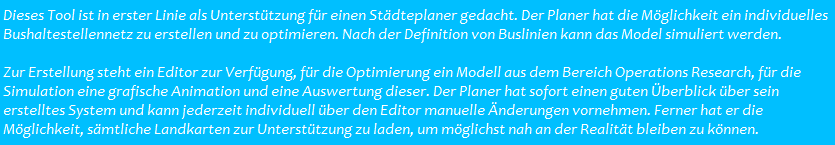 Dieses Tool ist in erster Linie als Unterstützung für einen Städteplaner gedacht. Der Planer hat die Möglichkeit ein individuelles
Bushaltestellennetz zu erstellen und zu optimieren. Nach der Definition von Buslinien kann das Model simuliert werden.
Zur Erstellung steht ein Editor zur Verfügung, für die Optimierung ein Modell aus dem Bereich Operations Research, für die
Simulation eine grafische Animation und eine Auswertung dieser. Der Planer hat sofort einen guten Überblick über sein
erstelltes System und kann jederzeit individuell über den Editor manuelle Änderungen vornehmen. Ferner hat er die
Möglichkeit, sämtliche Landkarten zur Unterstützung zu laden, um möglichst nah an der Realität bleiben zu können.